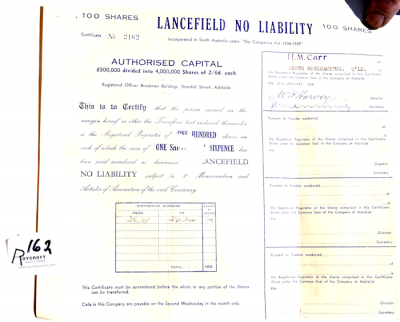 100 SHARES
LANCEFIELD NO LIABILITY
100 SHARES
Certificate No 2162
Incorporated in South Australia under "The Companies Act 1934-1939"
AUTHORISED CAPITAL
£500,000 divided into 4,000,000 Shares of 2/6d. each
Registered Office: Brookman Buildings, Grenfell Street, Adelaide
This is to Certify that the person named in the
margin hereof or other the Transferee last endorsed thereunder
is the Registered Proprietor of ONE HUNDRED shares on
each of which the sum of ONE SIXPENCE has
been paid numbered as hereunder LANCEFIELD
NO LIABILITY subject to Memorandum and
Articles of Association of the said Company.
DISTINCTIVE NUMBERS
FROM TO
TOTAL 100
This Certificate must be surrendered before the whole or any portion of the Shares
can be transferred.
Calls in this Company are payable on the Second Wednesday in the month only.
H.M. Carr
Q'LD.
is the Registered Proprietor of the Shares comprised in this Certificate.
Given under the Common Seal of the Company at Adelaide
Director
Secretary
Pursuant to Transfer numbered
is the Registered Proprietor of the Shares comprised in this Certificate.
Given under the Common Seal of the Company at Adelaide
Director
Secretary
Pursuant to Transfer numbered
is the Registered Proprietor of the Shares comprised in this Certificate.
Given under the Common Seal of the Company at Adelaide
Director
Secretary
Pursuant to Transfer numbered
is the Registered Proprietor of the Shares comprised in this Certificate.
Given under the Common Seal of the Company at Adelaide
Director
Secretary
162
ROYCROFT